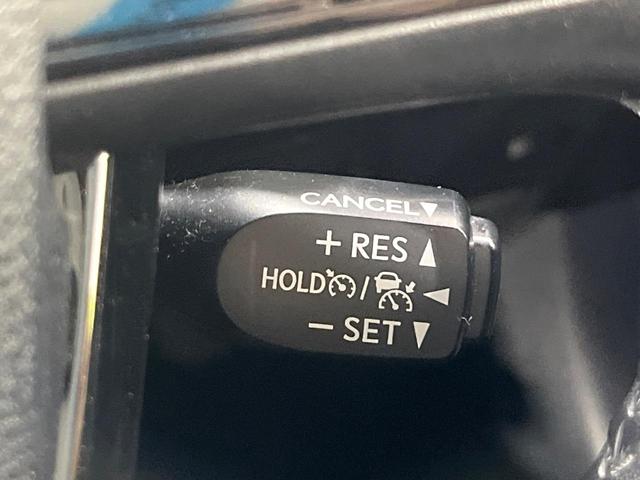 CANCEL▼
+ RES ▲
HOLD / ◀
− SET ▼